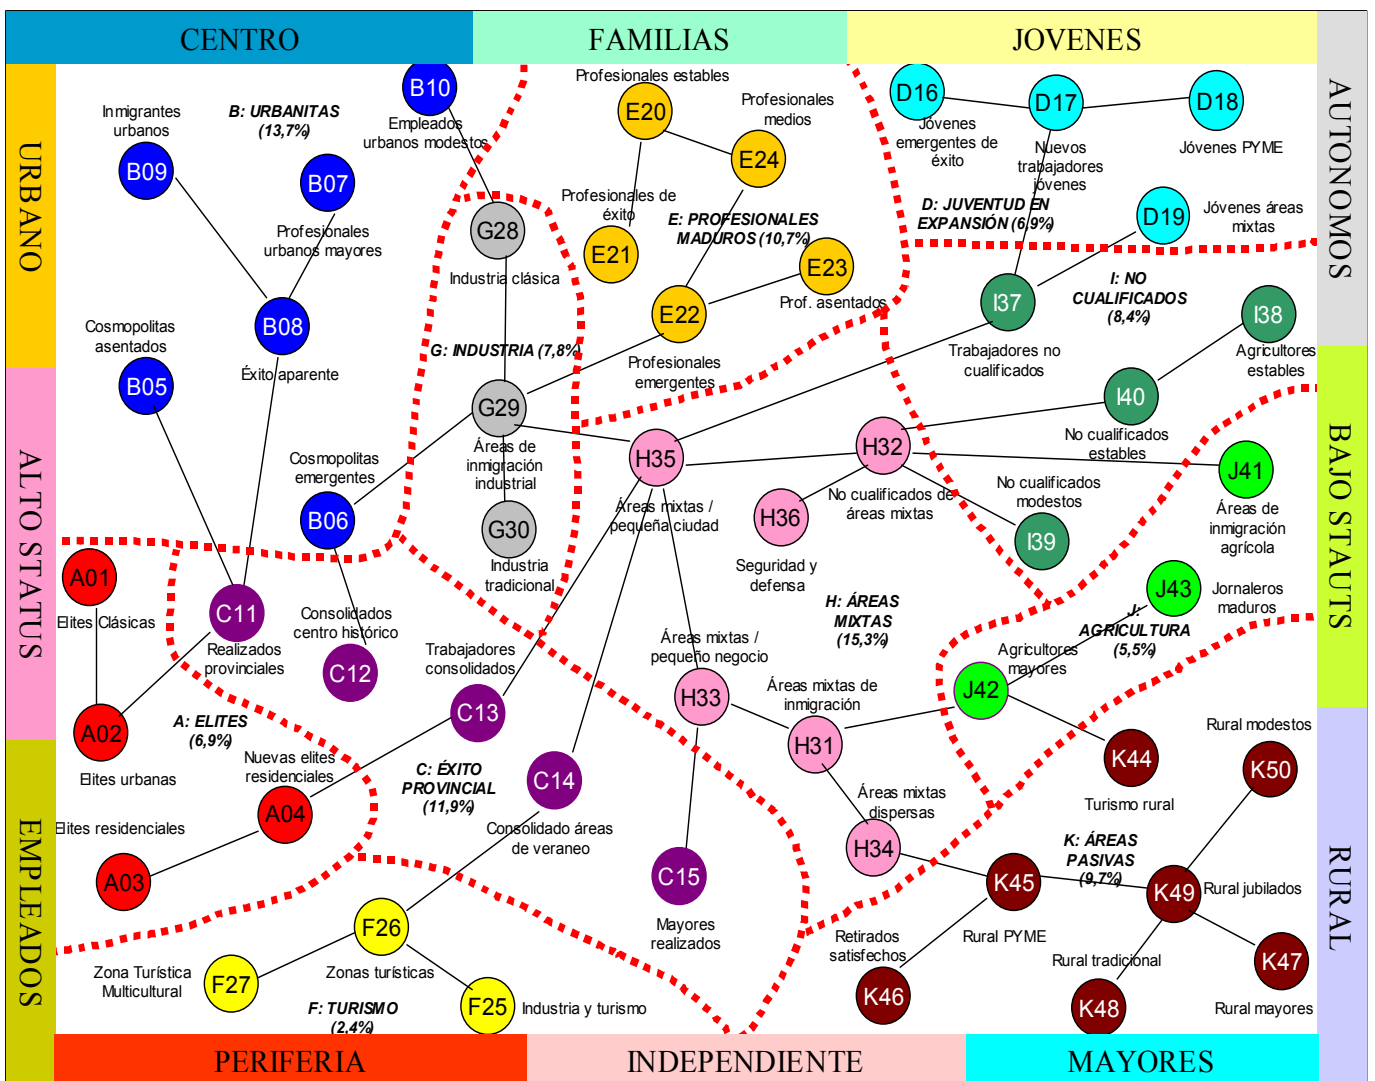 CENTRO
FAMILIAS
JOVENES
URBANO
ALTO STATUS
EMPLEADOS
AUTONOMOS
BAJO STAUTS
RURAL
PERIFERIA
INDEPENDIENTE
MAYORES
B: URBANITAS
(13,7%)
B10
Empleados
urbanos modestos
Inmigrantes
urbanos
B09
B07
Profesionales
urbanos mayores
B08
Éxito aparente
Cosmopolitas
asentados
B05
Cosmopolitas
emergentes
B06
G28
Industria clásica
G: INDUSTRIA (7,8%)
G29
Áreas de
inmigración
industrial
G30
Industria
tradicional
Profesionales estables
E20
Profesionales
medios
E24
Profesionales de
éxito
E21
E: PROFESIONALES
MADUROS (10,7%)
E23
Prof. asentados
E22
Profesionales
emergentes
D16
Jóvenes
emergentes de
éxito
D17
Nuevos
trabajadores
jóvenes
D18
Jóvenes PYME
D: JUVENTUD EN
EXPANSIÓN (6,9%)
D19
Jóvenes áreas
mixtas
I: NO
CUALIFICADOS
(8,4%)
I37
Trabajadores no
cualificados
I38
Agricultores
estables
I40
No cualificados
estables
No cualificados
modestos
I39
H35
Áreas mixtas /
pequeña ciudad
H32
No cualificados de
áreas mixtas
H36
Seguridad y
defensa
H: ÁREAS
MIXTAS
(15,3%)
Áreas mixtas /
pequeño negocio
H33
Áreas mixtas de
inmigración
H31
Áreas mixtas
dispersas
H34
J41
Áreas de
inmigración
agrícola
J43
Jornaleros
maduros
J:
AGRICULTURA
(5,5%)
Agricultores
mayores
J42
A01
Elites Clásicas
A02
Elites urbanas
A: ELITES
(6,9%)
Nuevas elites
residenciales
A04
Elites residenciales
A03
C11
Realizados
provinciales
Consolidados
centro histórico
C12
Trabajadores
consolidados
C13
C: ÉXITO
PROVINCIAL
(11,9%)
C14
Consolidado áreas
de veraneo
C15
Mayores
realizados
F26
Zonas turísticas
Zona Turística
Multicultural
F27
F25
Industria y turismo
F: TURISMO
(2,4%)
K44
Turismo rural
Rural modestos
K50
K: ÁREAS
PASIVAS
(9,7%)
K45
Rural PYME
K49
Rural jubilados
Retirados
satisfechos
K46
Rural tradicional
K48
K47
Rural mayores